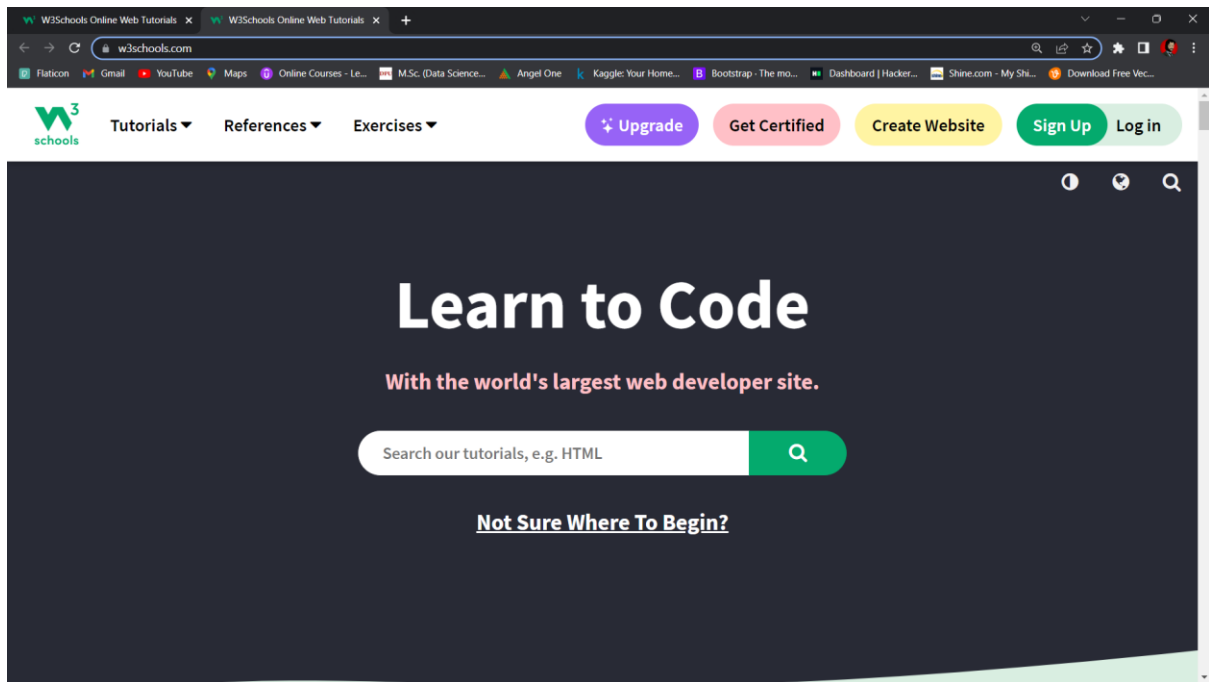 W3Schools Online Web Tutorials W3Schools Online Web Tutorials
w3schools.com
Flaticon Gmail YouTube Maps Online Courses - Le... M.Sc. (Data Science... Angel One Kaggle: Your Home... Bootstrap · The mo... Dashboard | Hacker... Shine.com - My Shi... Download Free Vec...
3
schools Tutorials References Exercises Upgrade Get Certified Create Website Sign Up Log in
Learn to Code
With the world's largest web developer site.
Search our tutorials, e.g. HTML
Not Sure Where To Begin?